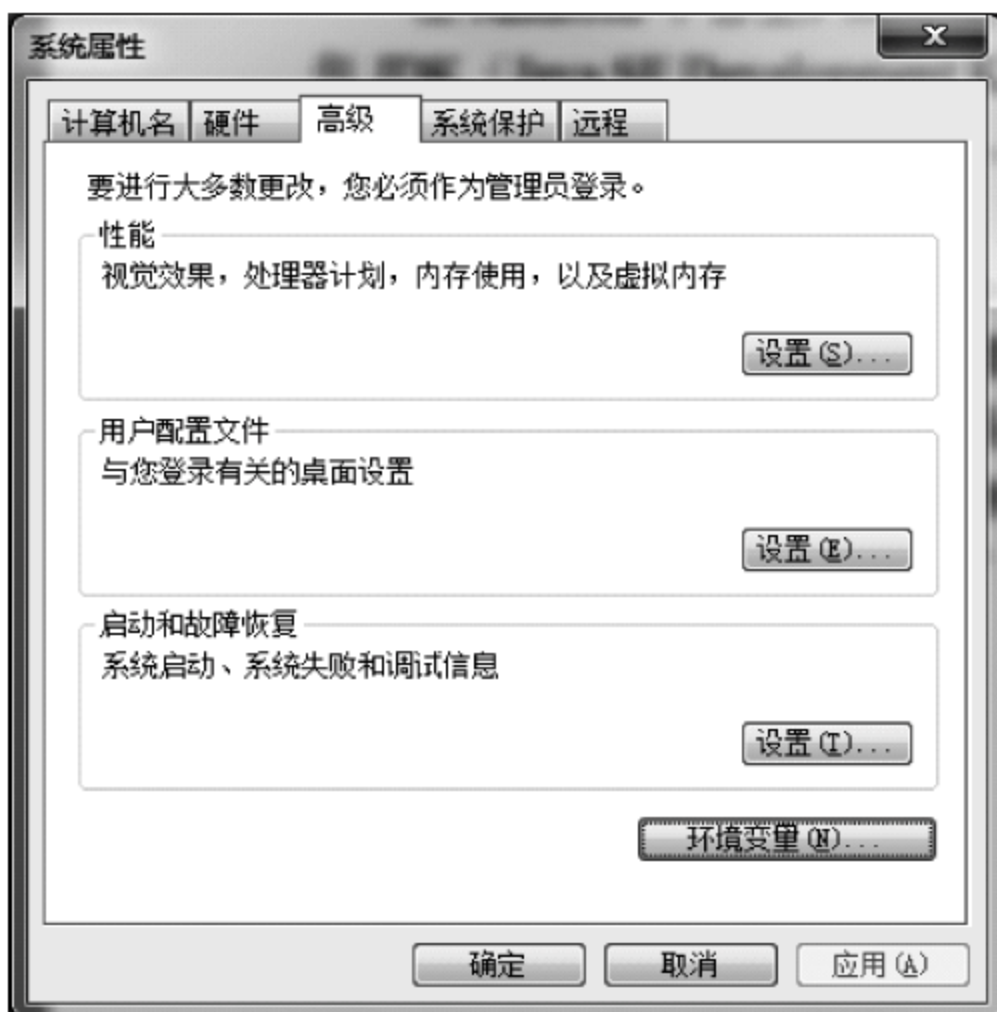 系统属性
计算机名 硬件 高级 系统保护 远程
要进行大多数更改，您必须作为管理员登录。
性能
视觉效果，处理器计划，内存使用，以及虚拟内存
设置(S)...
用户配置文件
与您登录有关的桌面设置
设置(E)...
启动和故障恢复
系统启动、系统失败和调试信息
设置(T)...
环境变量(N)...
确定 取消 应用(A)